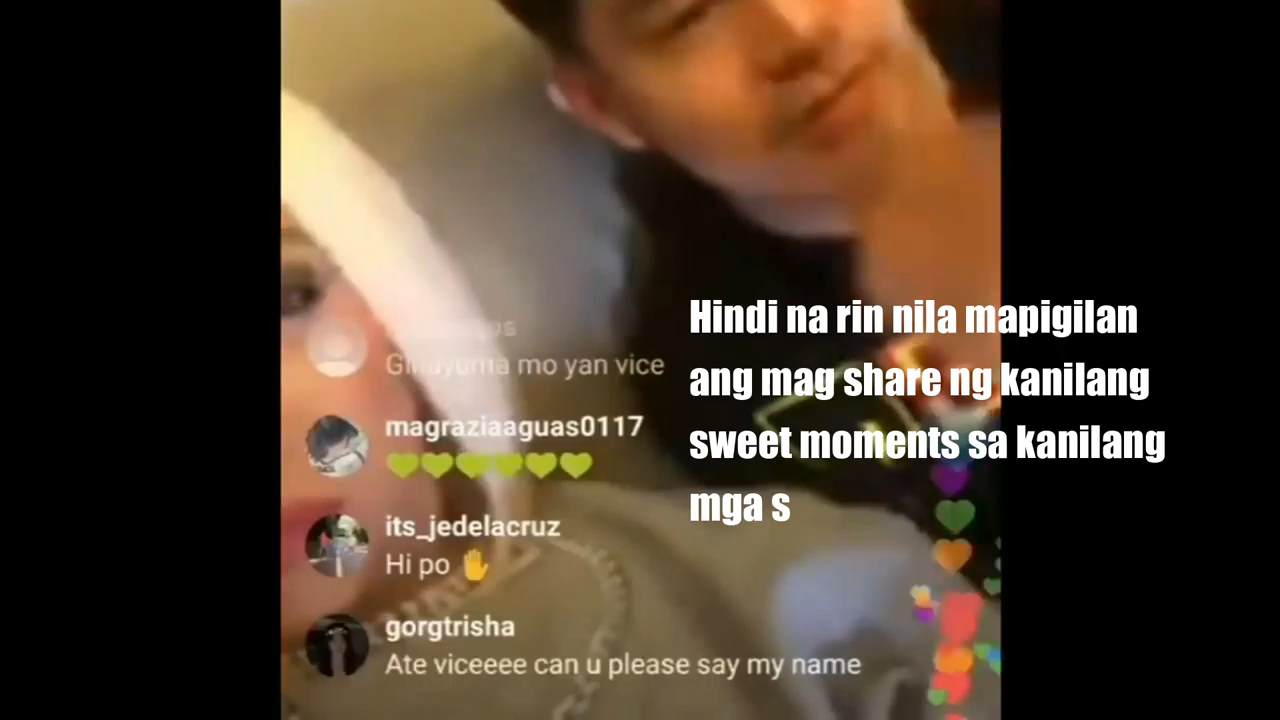 Hindi na rin nila mapigilan
ang mag share ng kanilang
sweet moments sa kanilang
mga s
Ginayuma mo yan vice
magraziaaguas0117
💚💚💚💚💚💚
its_jedelacruz
Hi po ✋
gorgtrisha
Ate viceeee can u please say my name